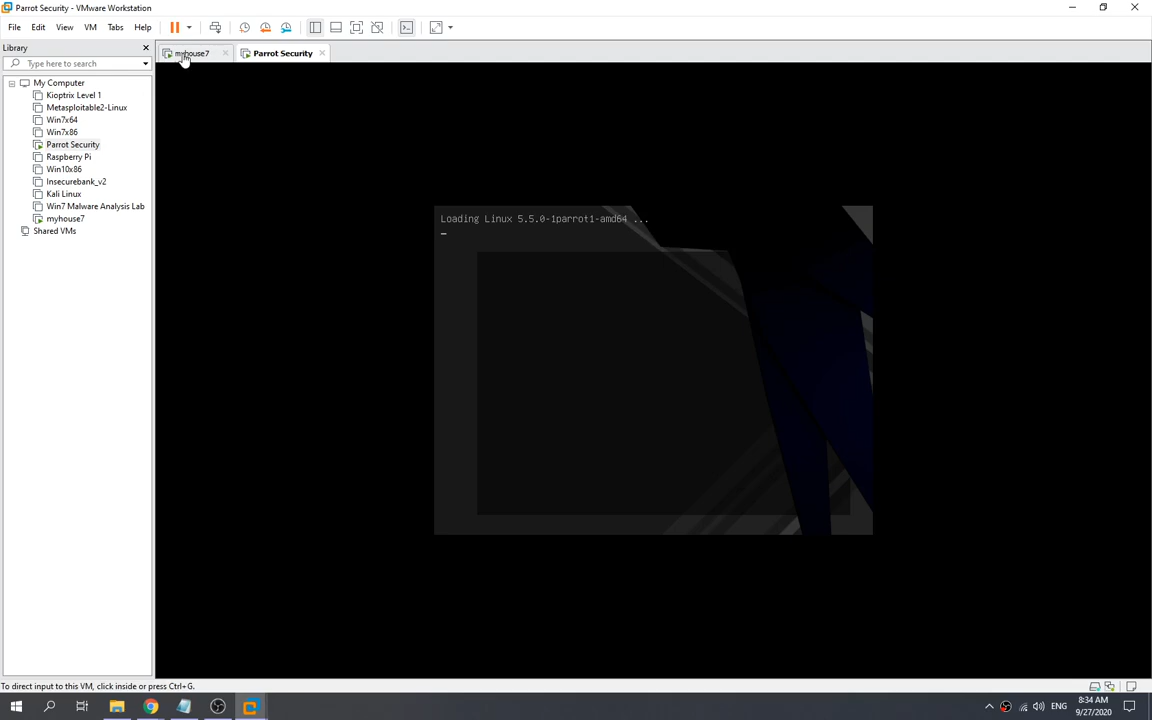 Parrot Security - VMware Workstation
File Edit View VM Tabs Help
Library
Type here to search
myhouse7
Parrot Security
My Computer
Kioptrix Level 1
Metasploitable2-Linux
Win7x64
Win7x86
Parrot Security
Raspberry Pi
Win10x86
Insecurebank_v2
Kali Linux
Win7 Malware Analysis Lab
myhouse7
Shared VMs
Loading Linux 5.5.0-1parrot1-amd64 ...
To direct input to this VM, click inside or press Ctrl+G.
ENG
8:34 AM
9/27/2020